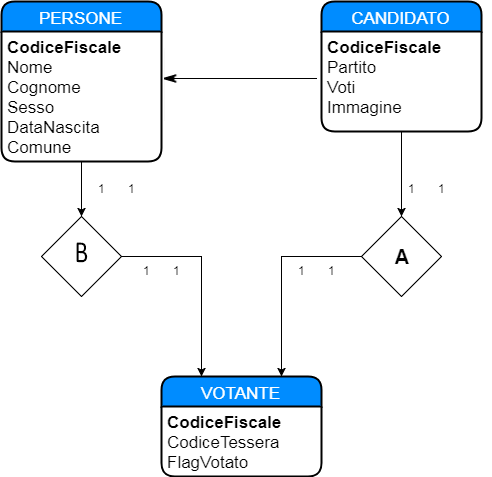 PERSONE
CodiceFiscale
Nome
Cognome
Sesso
DataNascita
Comune
CANDIDATO
CodiceFiscale
Partito
Voti
Immagine
1 1
1 1
B
A
1 1
1 1
VOTANTE
CodiceFiscale
CodiceTessera
FlagVotato